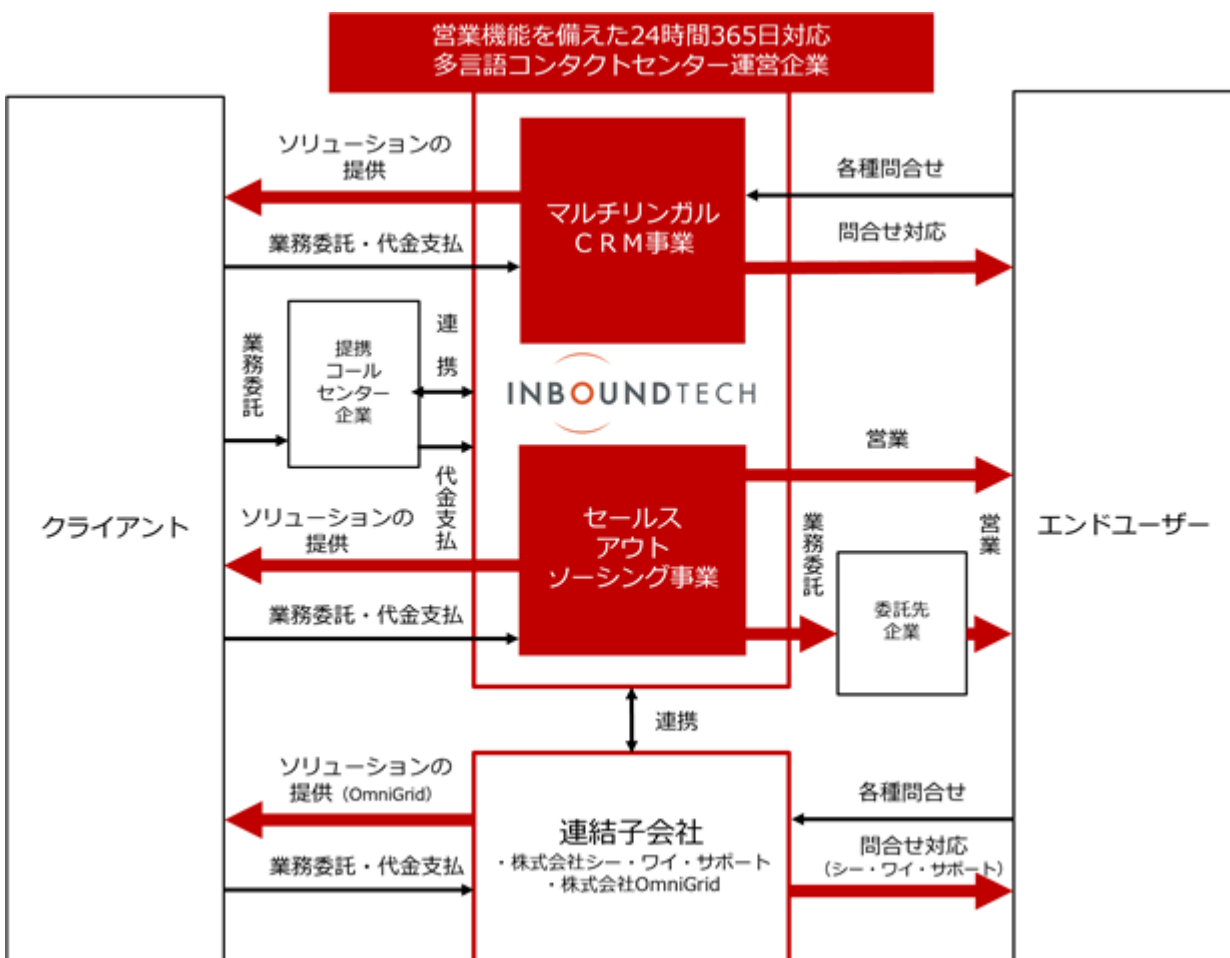 営業機能を備えた24時間365日対応
多言語コンタクトセンター運営企業
クライアント
ソリューションの
提供
業務委託・代金支払
マルチリンガル
ＣＲＭ事業
各種問合せ
問合せ対応
業務委託
提携
コール
センター
企業
連携
代金支払
INBOUNDTECH
ソリューションの
提供
業務委託・代金支払
セールス
アウト
ソーシング事業
営業
業務委託
委託先
企業
営業
エンドユーザー
連携
ソリューションの
提供（OmniGrid）
業務委託・代金支払
連結子会社
・株式会社シー・ワイ・サポート
・株式会社OmniGrid
各種問合せ
問合せ対応
（シー・ワイ・サポート）